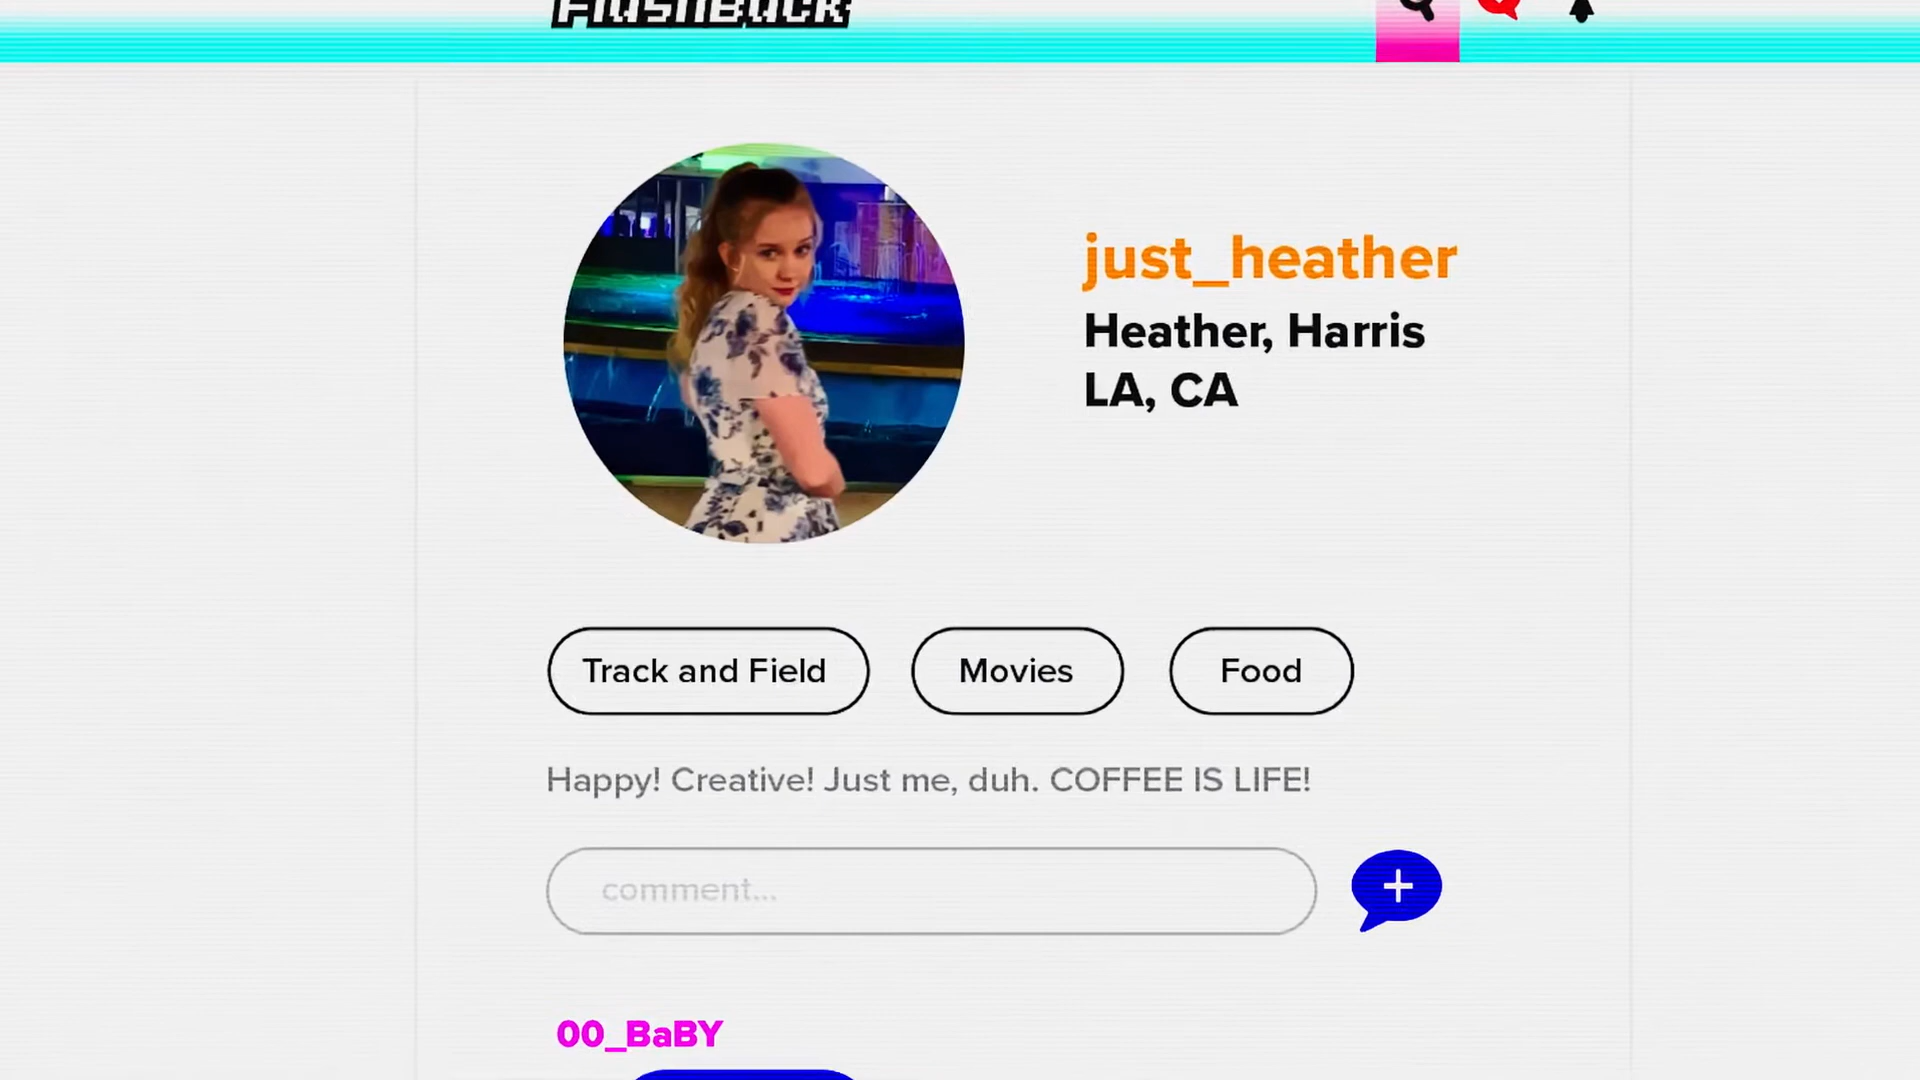 FlashBack
just_heather
Heather, Harris
LA, CA
Track and Field
Movies
Food
Happy! Creative! Just me, duh. COFFEE IS LIFE!
comment...
00_BaBY